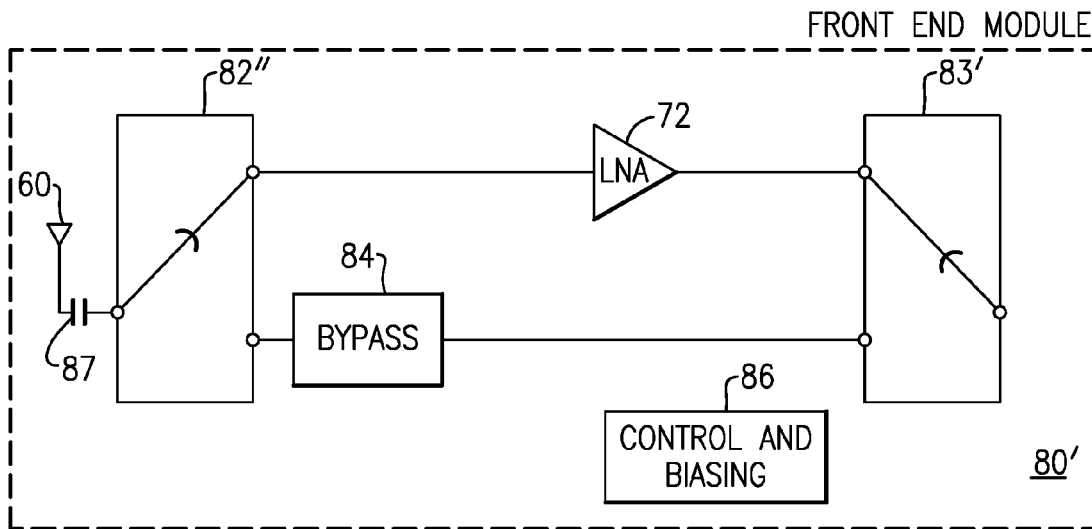 FRONT END MODULE
82″
83′
72
LNA
60
84
BYPASS
87
86
CONTROL AND
BIASING
80′